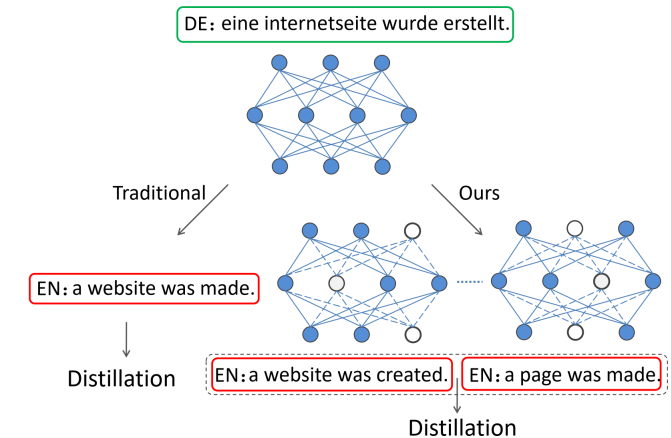 DE: eine internetseite wurde erstellt.
Traditional
Ours
EN: a website was made.
Distillation
EN: a website was created.
EN: a page was made.
Distillation